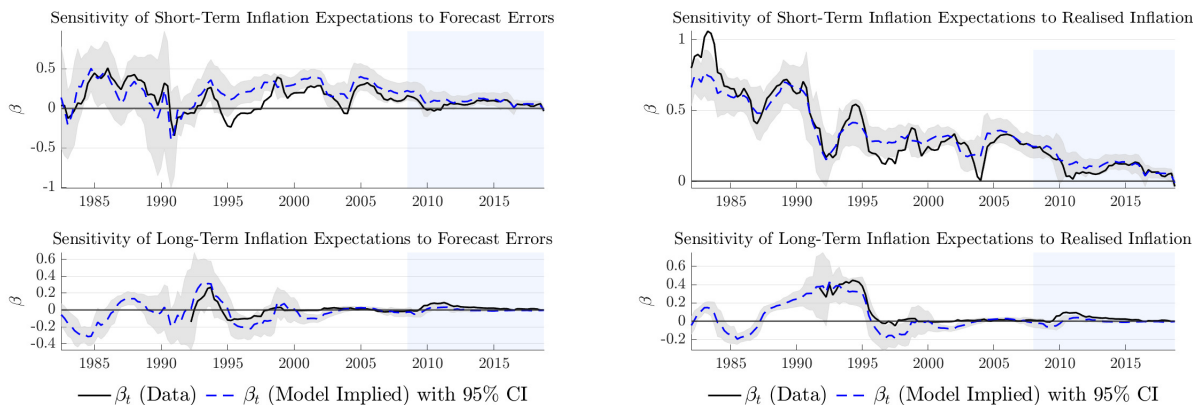 Sensitivity of Short-Term Inflation Expectations to Forecast Errors
0.5
0
-0.5
-1
β
1985 1990 1995 2000 2005 2010 2015
Sensitivity of Short-Term Inflation Expectations to Realised Inflation
1
0.5
0
β
1985 1990 1995 2000 2005 2010 2015
Sensitivity of Long-Term Inflation Expectations to Forecast Errors
0.6
0.4
0.2
0
-0.2
-0.4
β
1985 1990 1995 2000 2005 2010 2015
βt (Data) βt (Model Implied) with 95% CI
Sensitivity of Long-Term Inflation Expectations to Realised Inflation
0.6
0.4
0.2
0
-0.2
β
1985 1990 1995 2000 2005 2010 2015
βt (Data) βt (Model Implied) with 95% CI